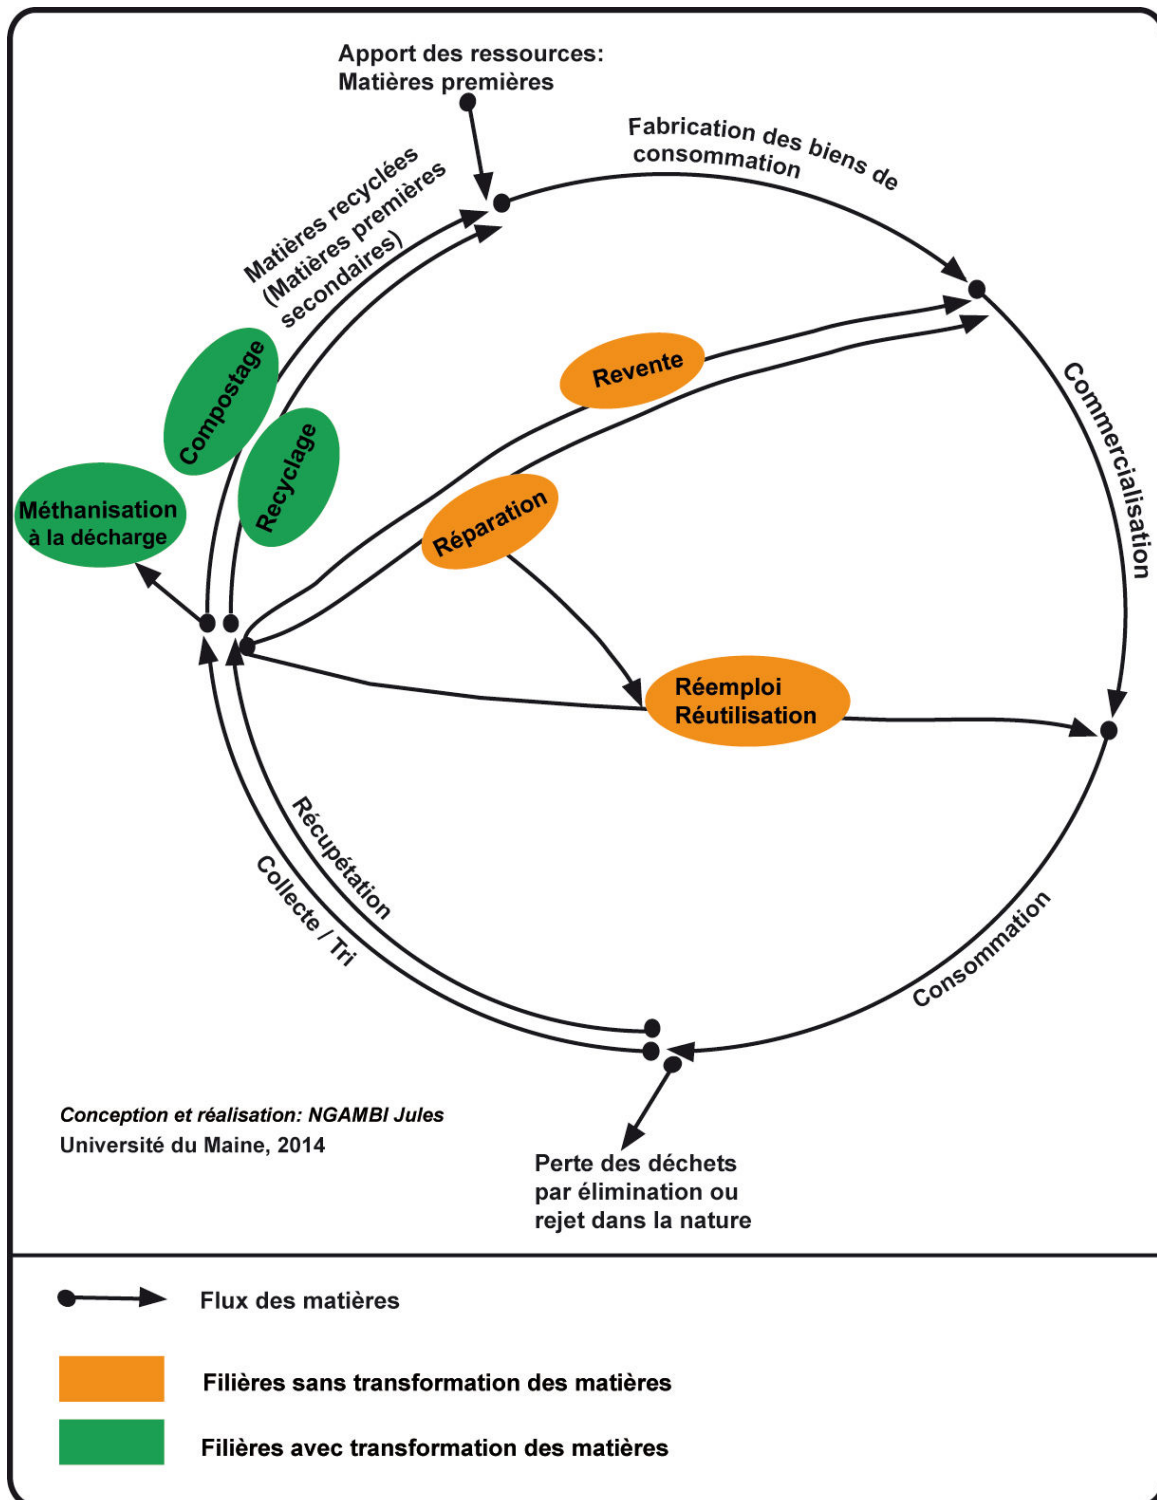 Apport des ressources:
Matières premières
Fabrication des biens de
consommation
Matières recyclées
(Matières premières
secondaires)
Compostage
Recyclage
Méthanisation
à la décharge
Revente
Réparation
Commercialisation
Réemploi
Réutilisation
Récupétation
Collecte / Tri
Consommation
Conception et réalisation: NGAMBI Jules
Université du Maine, 2014
Perte des déchets
par élimination ou
rejet dans la nature
Flux des matières
Filières sans transformation des matières
Filières avec transformation des matières